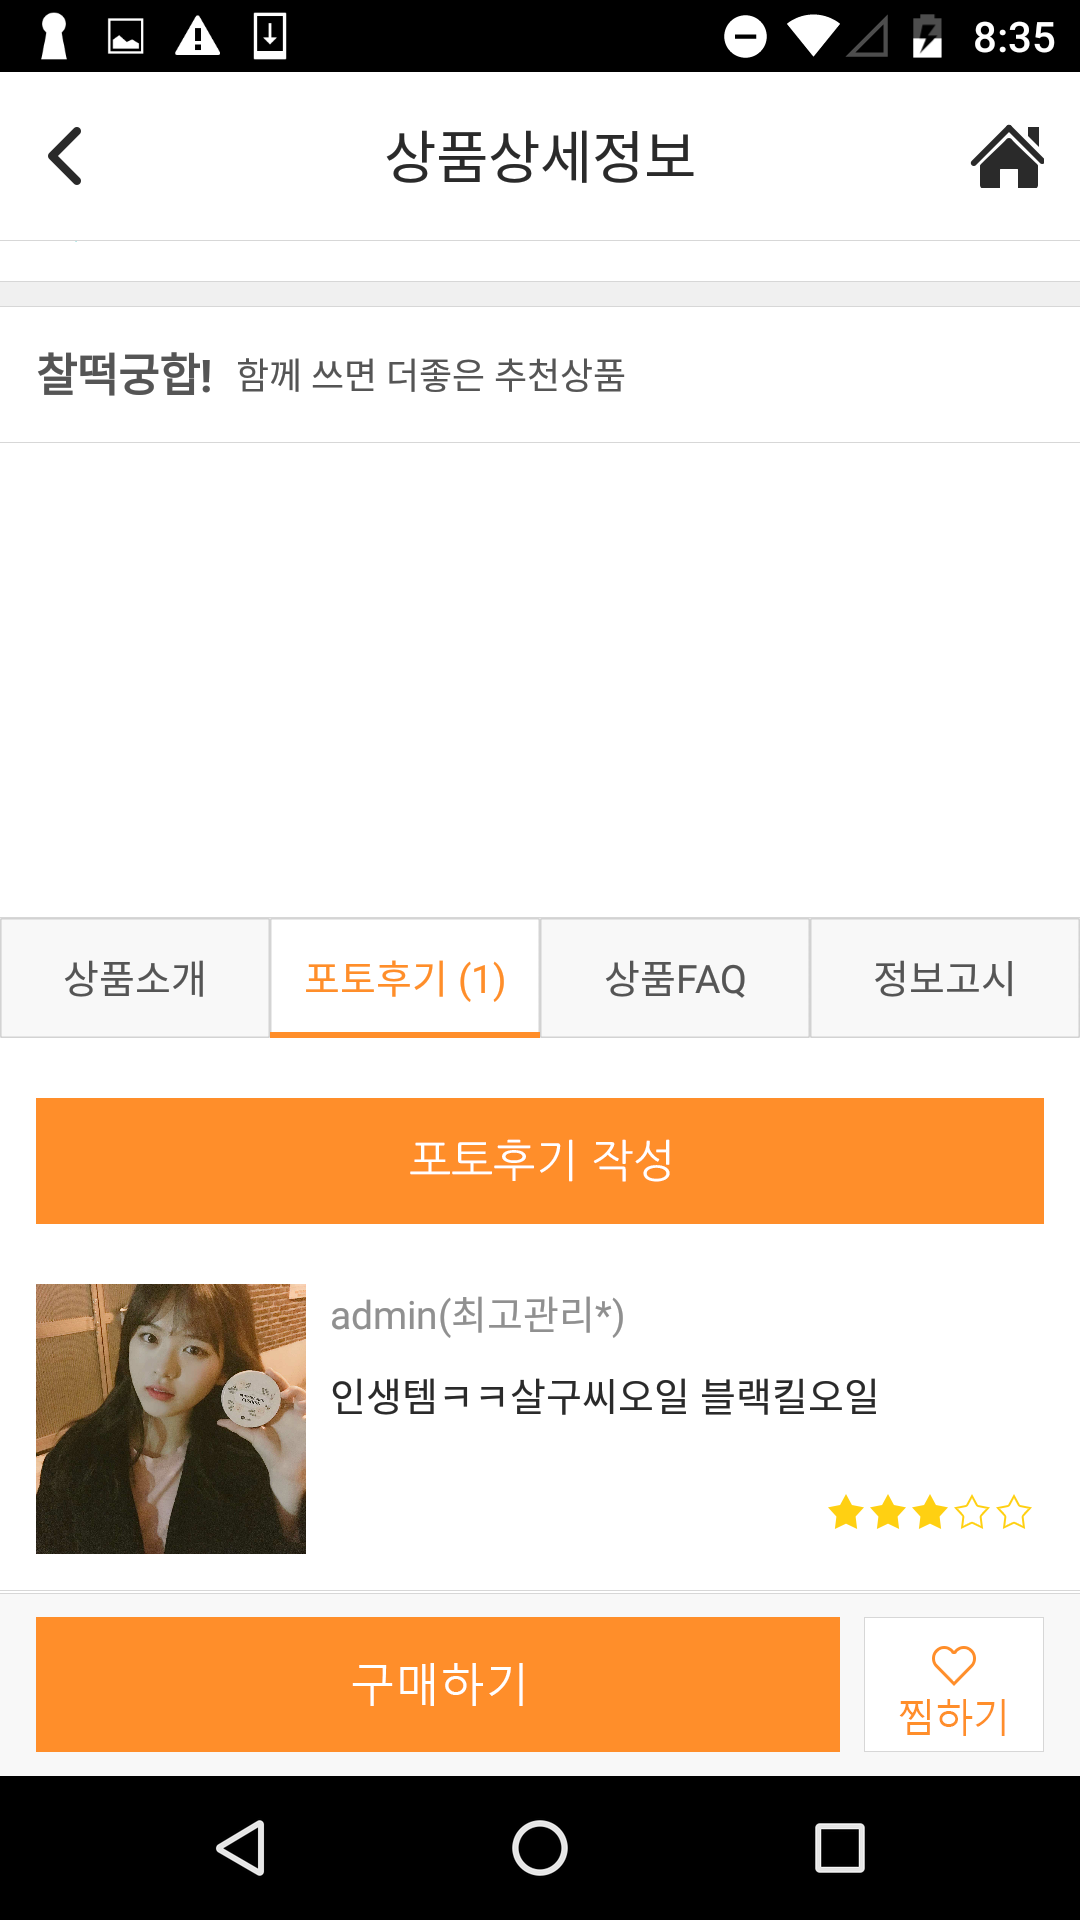 8:35
상품상세정보
찰떡궁합! 함께 쓰면 더좋은 추천상품
상품소개 포토후기 (1) 상품FAQ 정보고시
포토후기 작성
admin(최고관리*)
인생템ㅋㅋ살구씨오일 블랙킬오일
구매하기
찜하기